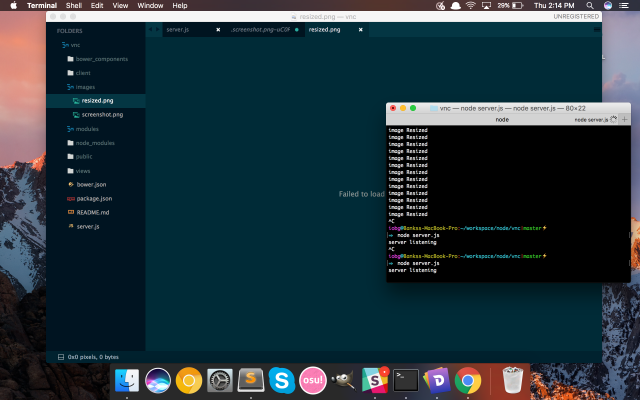 Terminal Shell Edit View Window Help 29% Thu 2:14 PM
resized.png — vnc UNREGISTERED
FOLDERS
vnc
bower_components
client
images
resized.png
screenshot.png
modules
node_modules
public
views
bower.json
package.json
README.md
server.js
server.js .screenshot.png-uC0F resized.png
Failed to load
0x0 pixels, 0 bytes
vnc — node server.js — node server.js — 80×22
node node server.js
image Resized
image Resized
image Resized
image Resized
image Resized
image Resized
image Resized
image Resized
image Resized
image Resized
image Resized
image Resized
image Resized
^C
iobg@Bankss-MacBook-Pro:~/workspace/node/vnc|master⚡
⇒ node server.js
server listening
^C
iobg@Bankss-MacBook-Pro:~/workspace/node/vnc|master⚡
⇒ node server.js
server listening
osu!